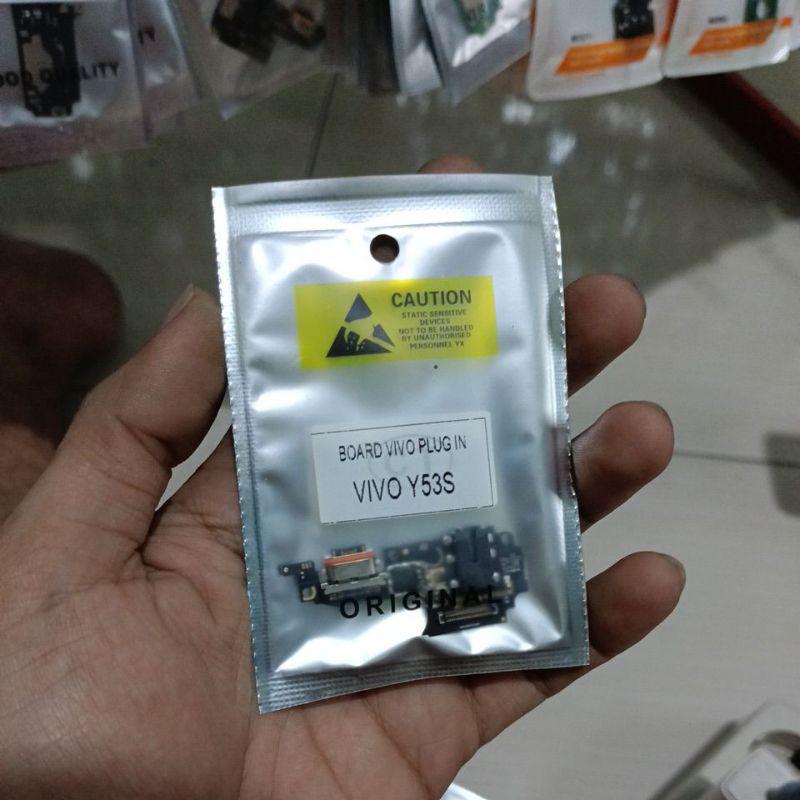 QUALITY
CAUTION
STATIC SENSITIVE
DEVICES
NOT TO BE HANDLED
BY UNAUTHORISED
PERSONNEL YX
BOARD VIVO PLUG IN
VIVO Y53S
ORIGINAL